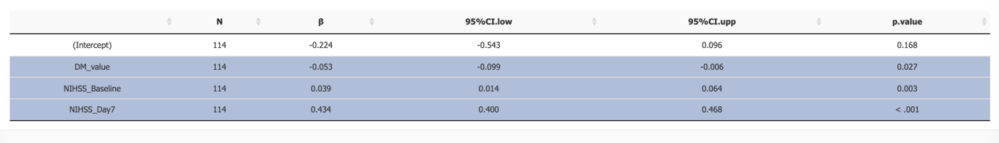 N β 95%CI.low 95%CI.upp p.value
(Intercept) 114 -0.224 -0.543 0.096 0.168
DM_value 114 -0.053 -0.099 -0.006 0.027
NIHSS_Baseline 114 0.039 0.014 0.064 0.003
NIHSS_Day7 114 0.434 0.400 0.468 < .001